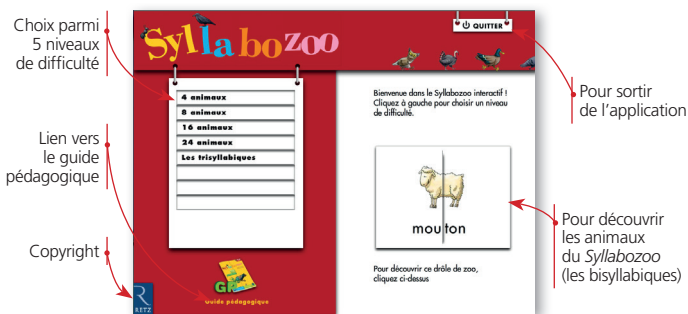 Choix parmi
5 niveaux
de difficulté
Lien vers
le guide
pédagogique
Copyright
Syllabozoo
QUITTER
4 animaux
8 animaux
16 animaux
24 animaux
Les trisyllabiques
Bienvenue dans le Syllabozoo interactif !
Cliquez à gauche pour choisir un niveau
de difficulté.
mou ton
Pour découvrir ce drôle de zoo,
cliquez ci-dessus
GP
Guide pédagogique
R
RETZ
Pour sortir
de l'application
Pour découvrir
les animaux
du Syllabozoo
(les bisyllabiques)